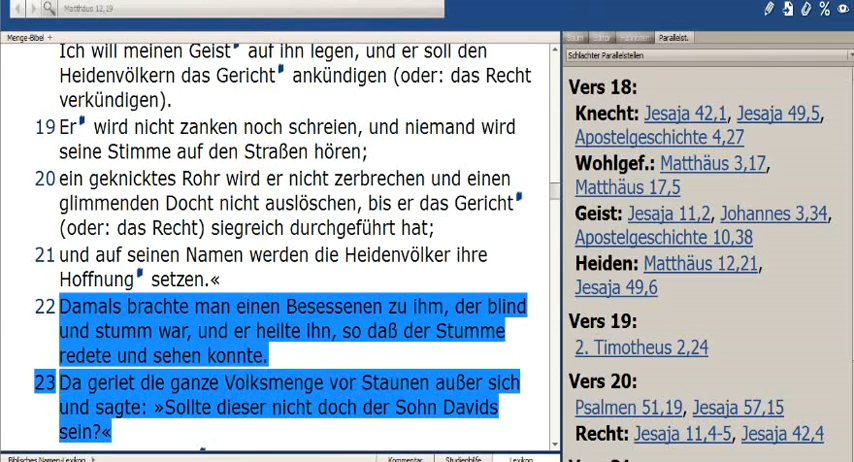 Matthäus 12,19
Menge-Bibel +
Parallelst.
Schlachter Parallelstellen
Ich will meinen Geist auf ihn legen, und er soll den
Heidenvölkern das Gericht ankündigen (oder: das Recht
verkündigen).
19 Er wird nicht zanken noch schreien, und niemand wird
seine Stimme auf den Straßen hören;
20 ein geknicktes Rohr wird er nicht zerbrechen und einen
glimmenden Docht nicht auslöschen, bis er das Gericht
(oder: das Recht) siegreich durchgeführt hat;
21 und auf seinen Namen werden die Heidenvölker ihre
Hoffnung setzen.«
22 Damals brachte man einen Besessenen zu ihm, der blind
und stumm war, und er heilte ihn, so daß der Stumme
redete und sehen konnte.
23 Da geriet die ganze Volksmenge vor Staunen außer sich
und sagte: »Sollte dieser nicht doch der Sohn Davids
sein?«
Vers 18:
Knecht: Jesaja 42,1, Jesaja 49,5,
Apostelgeschichte 4,27
Wohlgef.: Matthäus 3,17,
Matthäus 17,5
Geist: Jesaja 11,2, Johannes 3,34,
Apostelgeschichte 10,38
Heiden: Matthäus 12,21,
Jesaja 49,6
Vers 19:
2. Timotheus 2,24
Vers 20:
Psalmen 51,19, Jesaja 57,15
Recht: Jesaja 11,4-5, Jesaja 42,4
Biblisches Namen-Lexikon
Kommentar
Studienhilfe
Lexikon